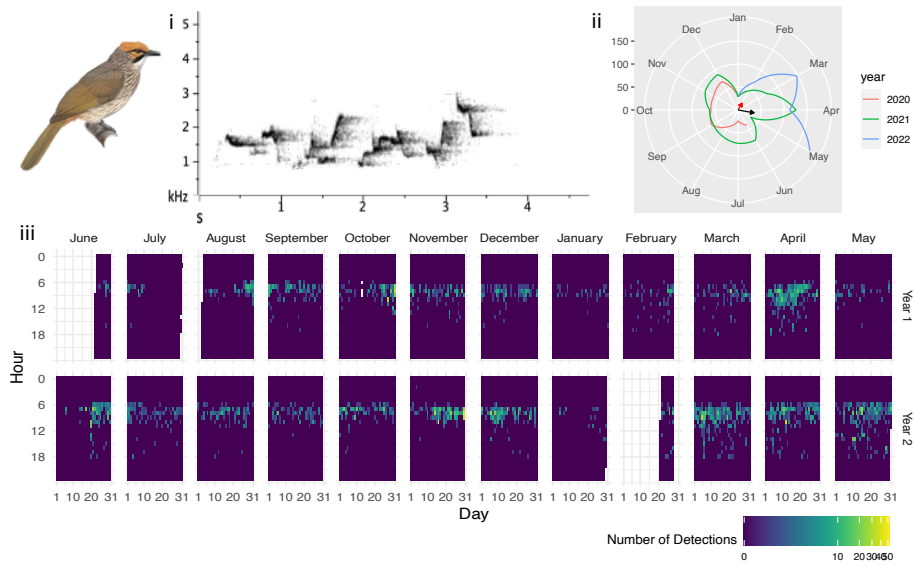 i
5
4
3
2
1
kHz
s
1
2
3
4
ii
150
100
50
0
Jan
Feb
Mar
Apr
May
Jun
Jul
Aug
Sep
Oct
Nov
Dec
year
2020
2021
2022
iii
June July August September October November December January February March April May
Hour
0
6
12
18
Year 1
0
6
12
18
Year 2
1 10 20 31 1 10 20 31 1 10 20 31 1 10 20 31 1 10 20 31 1 10 20 31 1 10 20 31 1 10 20 31 1 10 20 31 1 10 20 31 1 10 20 31 1 10 20 31
Day
Number of Detections
0 10 20 30 40 50